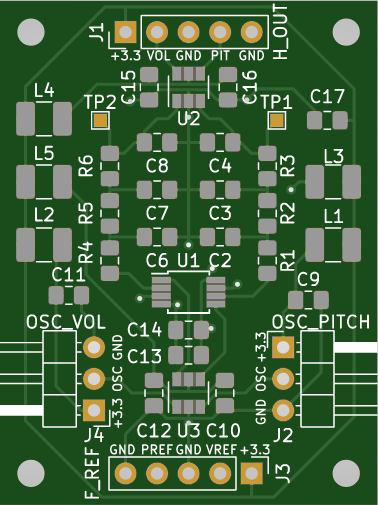 J1
+3.3 VOL GND PIT GND
H_OUT
C15
C16
L4
TP2
TP1
C17
U2
L5
R6
C8
C4
R3
L3
L2
R5
C7
C3
R2
L1
R4
C6
U1
C2
R1
C11
C9
OSC_VOL
OSC_PITCH
C14
C13
GND
OSC
+3.3
+3.3
OSC
GND
J4
C12
U3
C10
J2
F_REF
GND PREF GND VREF +3.3
J3